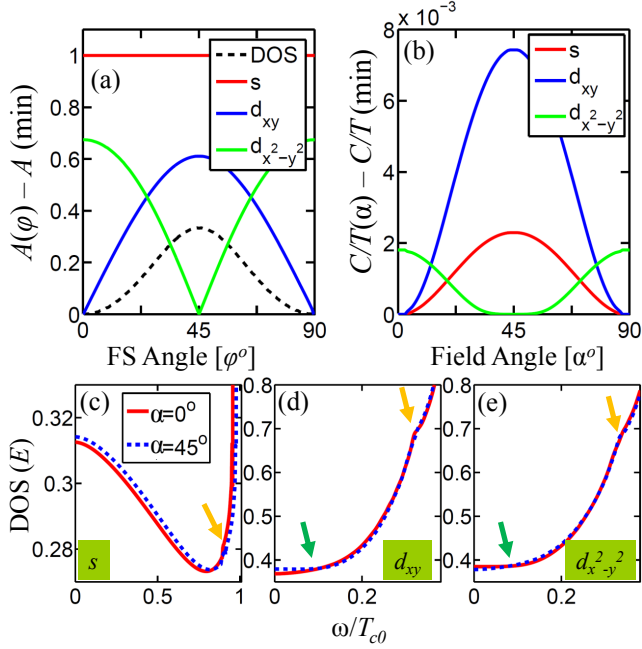 8 x 10⁻³
(a)
DOS
s
d_xy
d_x²−y²
A(φ) − A (min)
1
0.8
0.6
0.4
0.2
0
0
45
90
FS Angle [φ°]
(b)
s
d_xy
d_x²−y²
C/T(α) − C/T (min)
6
4
2
0
0
45
90
Field Angle [α°]
(c)
α=0°
α=45°
DOS (E)
0.32
0.3
0.28
0
0.5
1
s
(d)
0.8
0.7
0.6
0.5
0.4
0
0.2
d_xy
(e)
0.8
0.7
0.6
0.5
0.4
0
0.2
d_x²-y²
ω/T_c0